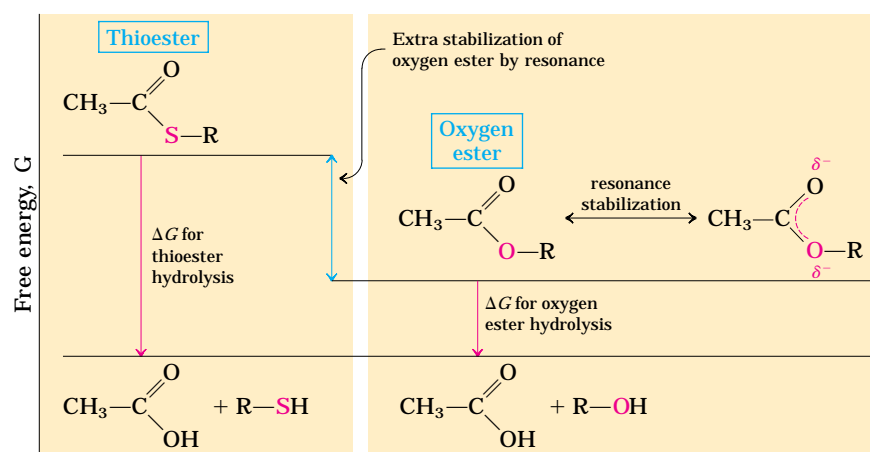 Free energy, G
Thioester
O
CH₃—C
S—R
ΔG for
thioester
hydrolysis
O
CH₃—C
OH
+ R—SH
Extra stabilization of
oxygen ester by resonance
Oxygen
ester
O
CH₃—C
O—R
resonance
stabilization
δ⁻
O
CH₃—C
O—R
δ⁻
ΔG for oxygen
ester hydrolysis
O
CH₃—C
OH
+ R—OH